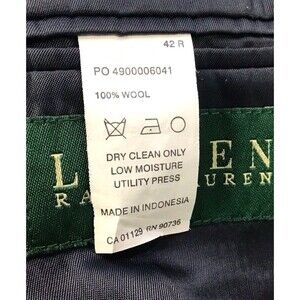 42 R
PO 4900006041
100% WOOL
DRY CLEAN ONLY
LOW MOISTURE
UTILITY PRESS
MADE IN INDONESIA
CA 01129 RN 90736
L EN
RA UREN